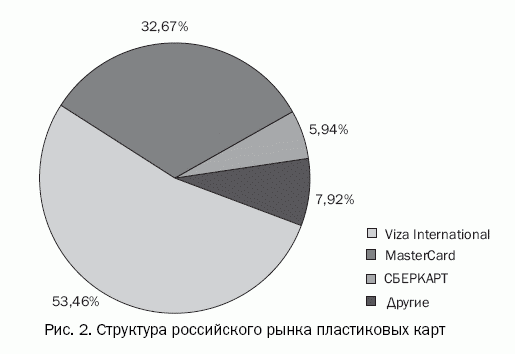 32,67%
5,94%
7,92%
53,46%
Viza International
MasterCard
СБЕРКАРТ
Другие
Рис. 2. Структура российского рынка пластиковых карт